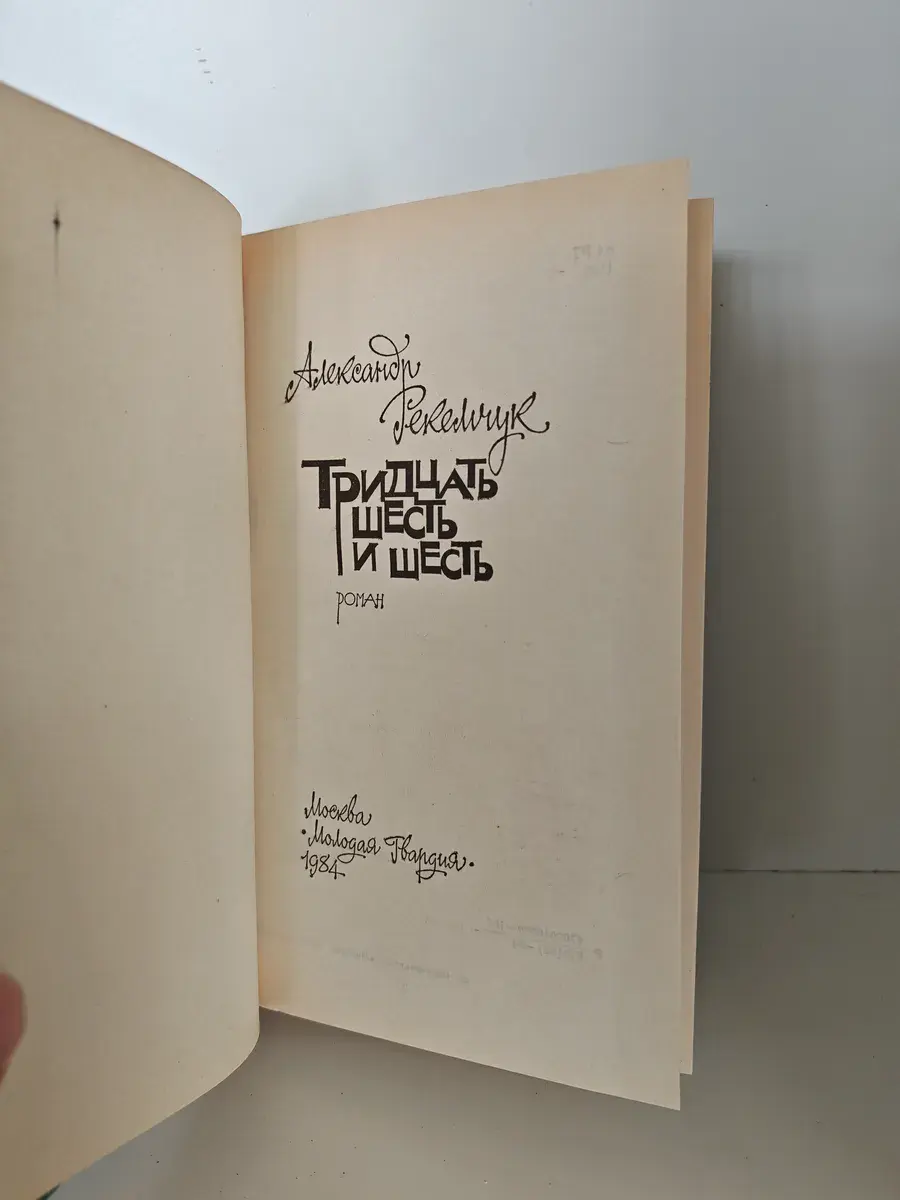 Александр
Рекемчук
ТРИДЦАТЬ
ШЕСТЬ
И ШЕСТЬ
РОМАН
Москва
•Молодая Гвардия•
1984